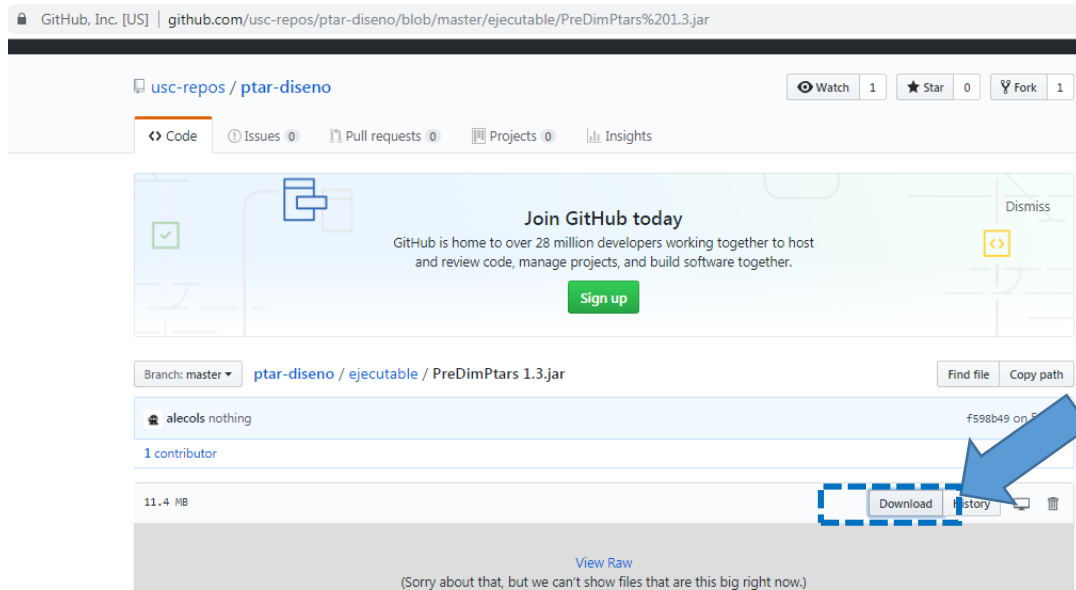 GitHub, Inc. [US] | github.com/usc-repos/ptar-diseno/blob/master/ejecutable/PreDimPtars%201.3.jar
usc-repos / ptar-diseno
Watch 1 Star 0 Fork 1
<> Code Issues 0 Pull requests 0 Projects 0 Insights
Dismiss
Join GitHub today
GitHub is home to over 28 million developers working together to host
and review code, manage projects, and build software together.
Sign up
Branch: master ptar-diseno / ejecutable / PreDimPtars 1.3.jar Find file Copy path
alecols nothing f598b49 on
1 contributor
11.4 MB Download History
View Raw
(Sorry about that, but we can't show files that are this big right now.)